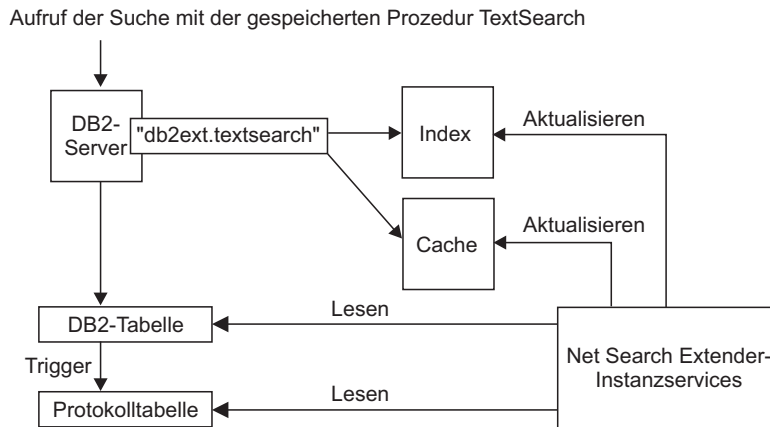 Aufruf der Suche mit der gespeicherten Prozedur TextSearch
DB2-
Server
"db2ext.textsearch"
Index
Aktualisieren
Cache
Aktualisieren
DB2-Tabelle
Lesen
Trigger
Net Search Extender-
Instanzservices
Protokolltabelle
Lesen